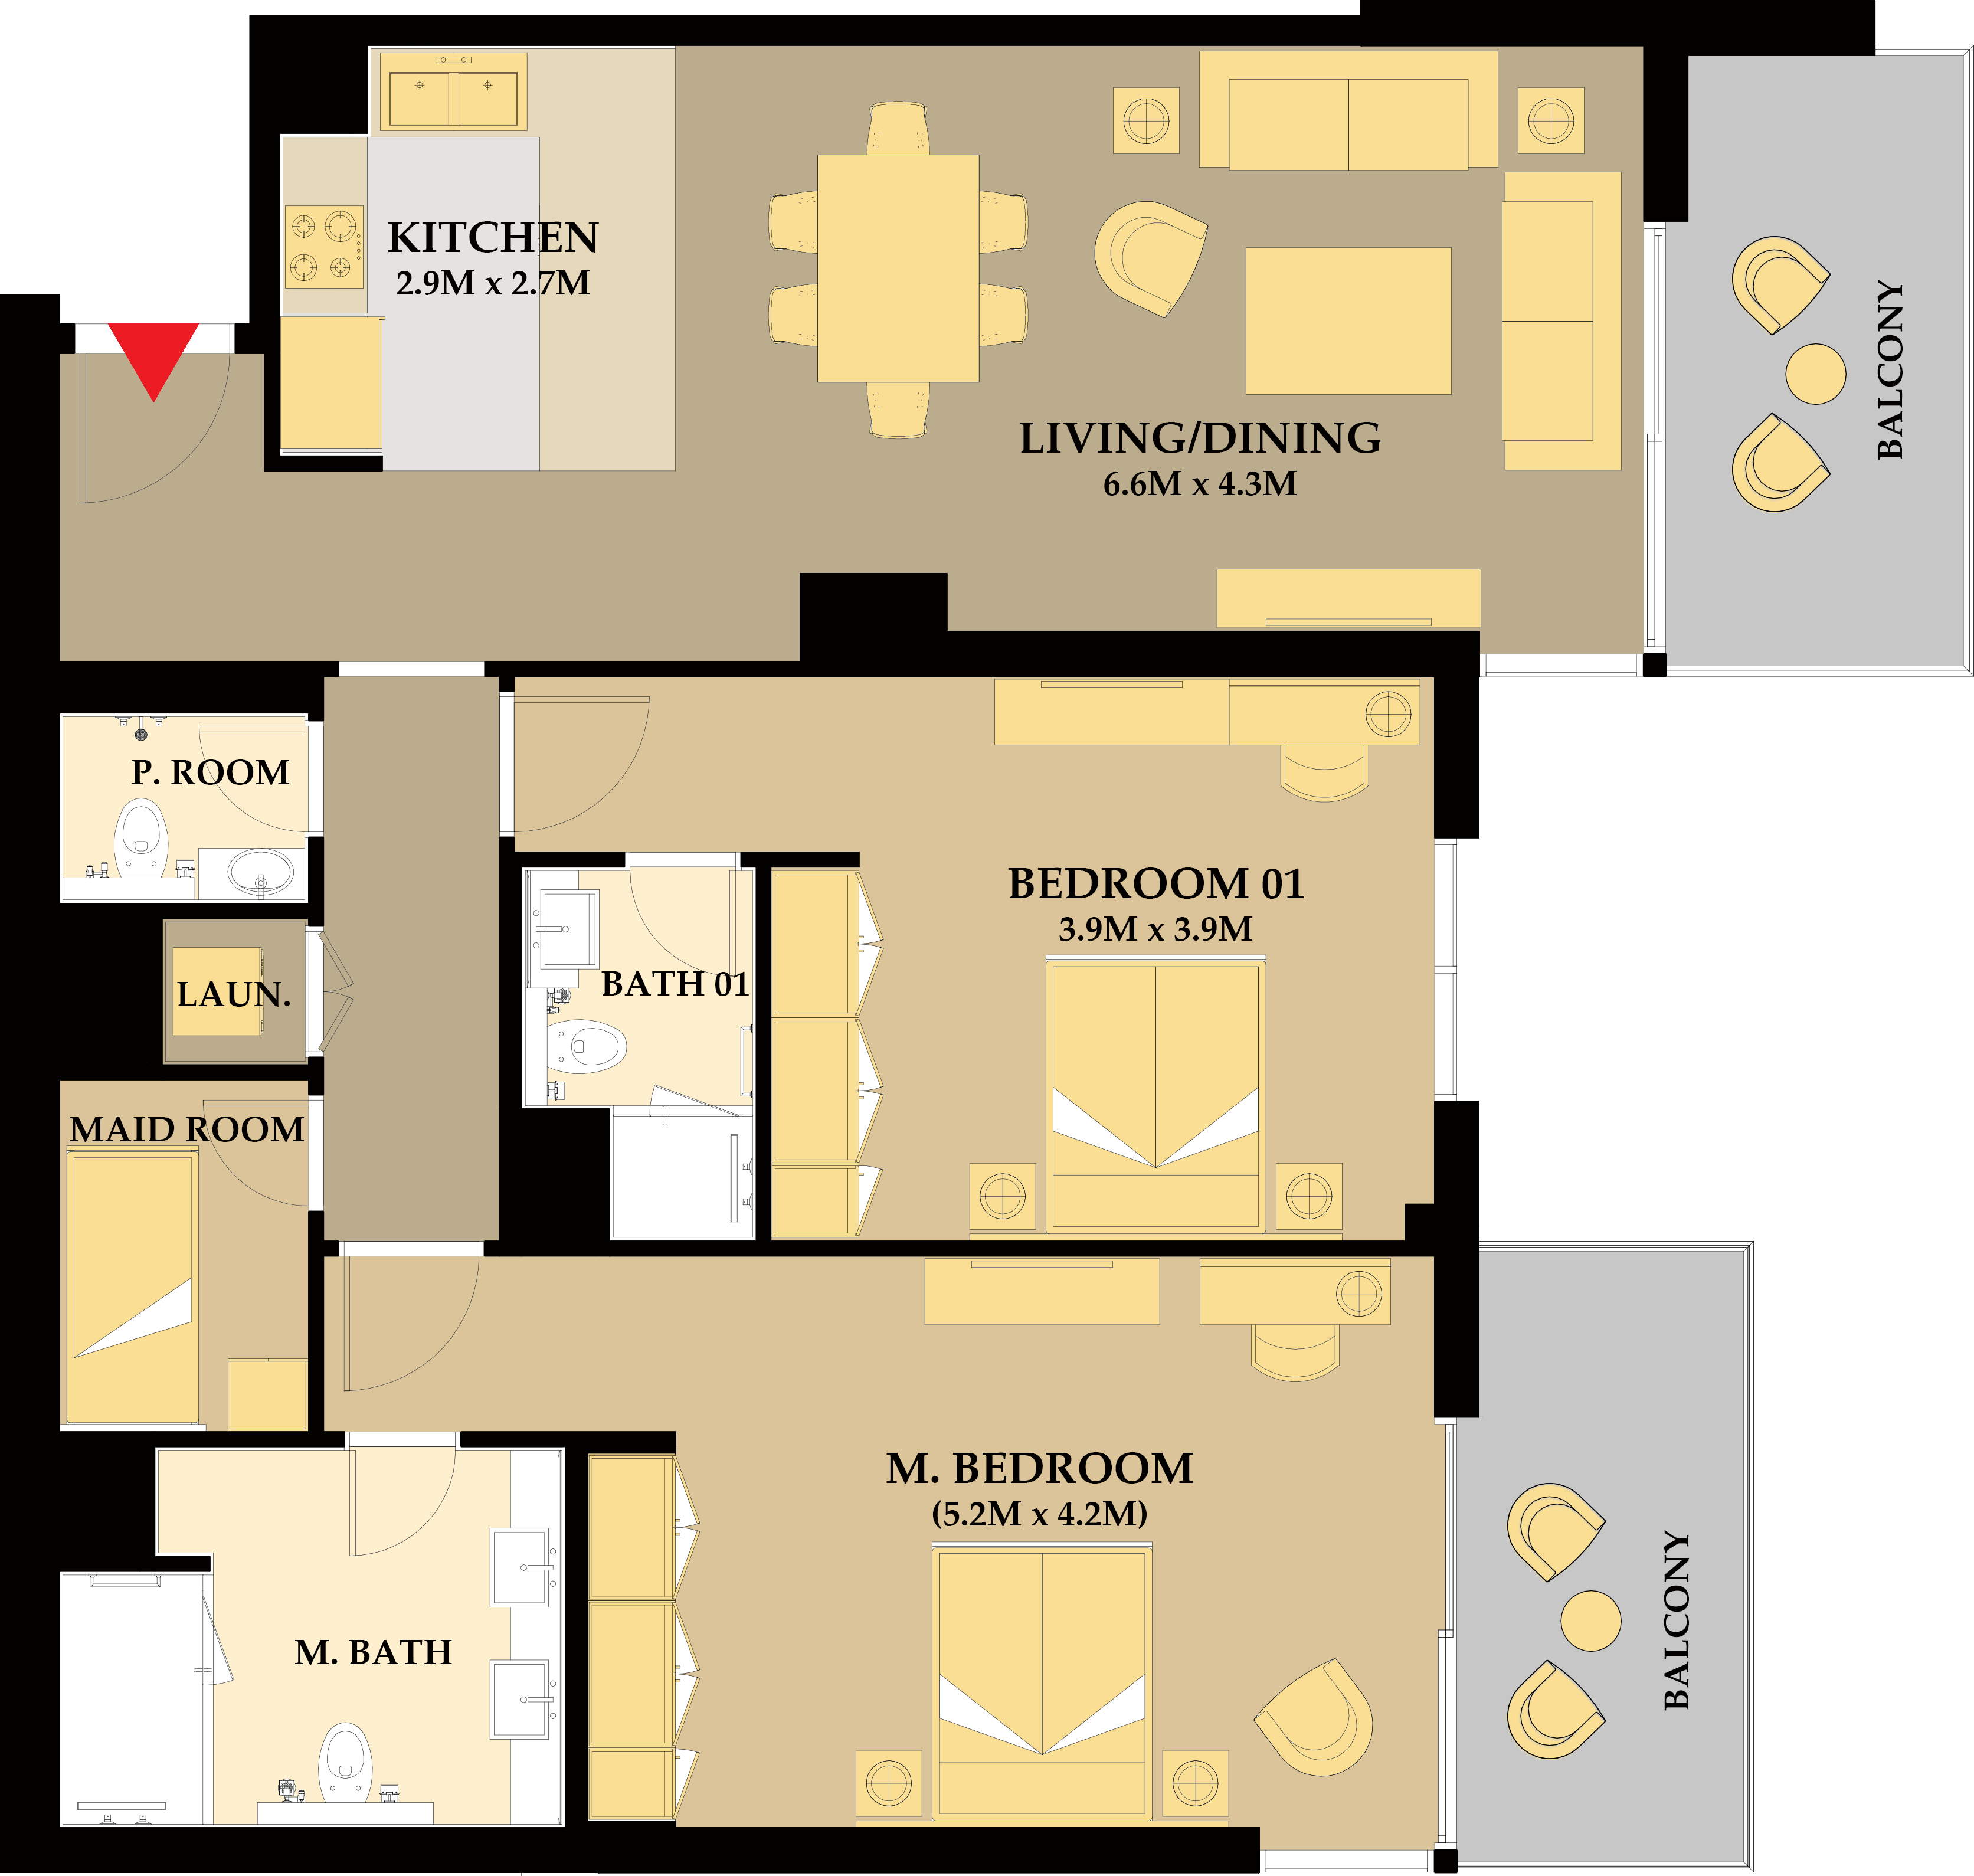 KITCHEN
2.9M x 2.7M
LIVING/DINING
6.6M x 4.3M
BALCONY
P. ROOM
BEDROOM 01
3.9M x 3.9M
BATH 01
LAUN.
MAID ROOM
M. BEDROOM
(5.2M x 4.2M)
M. BATH
BALCONY